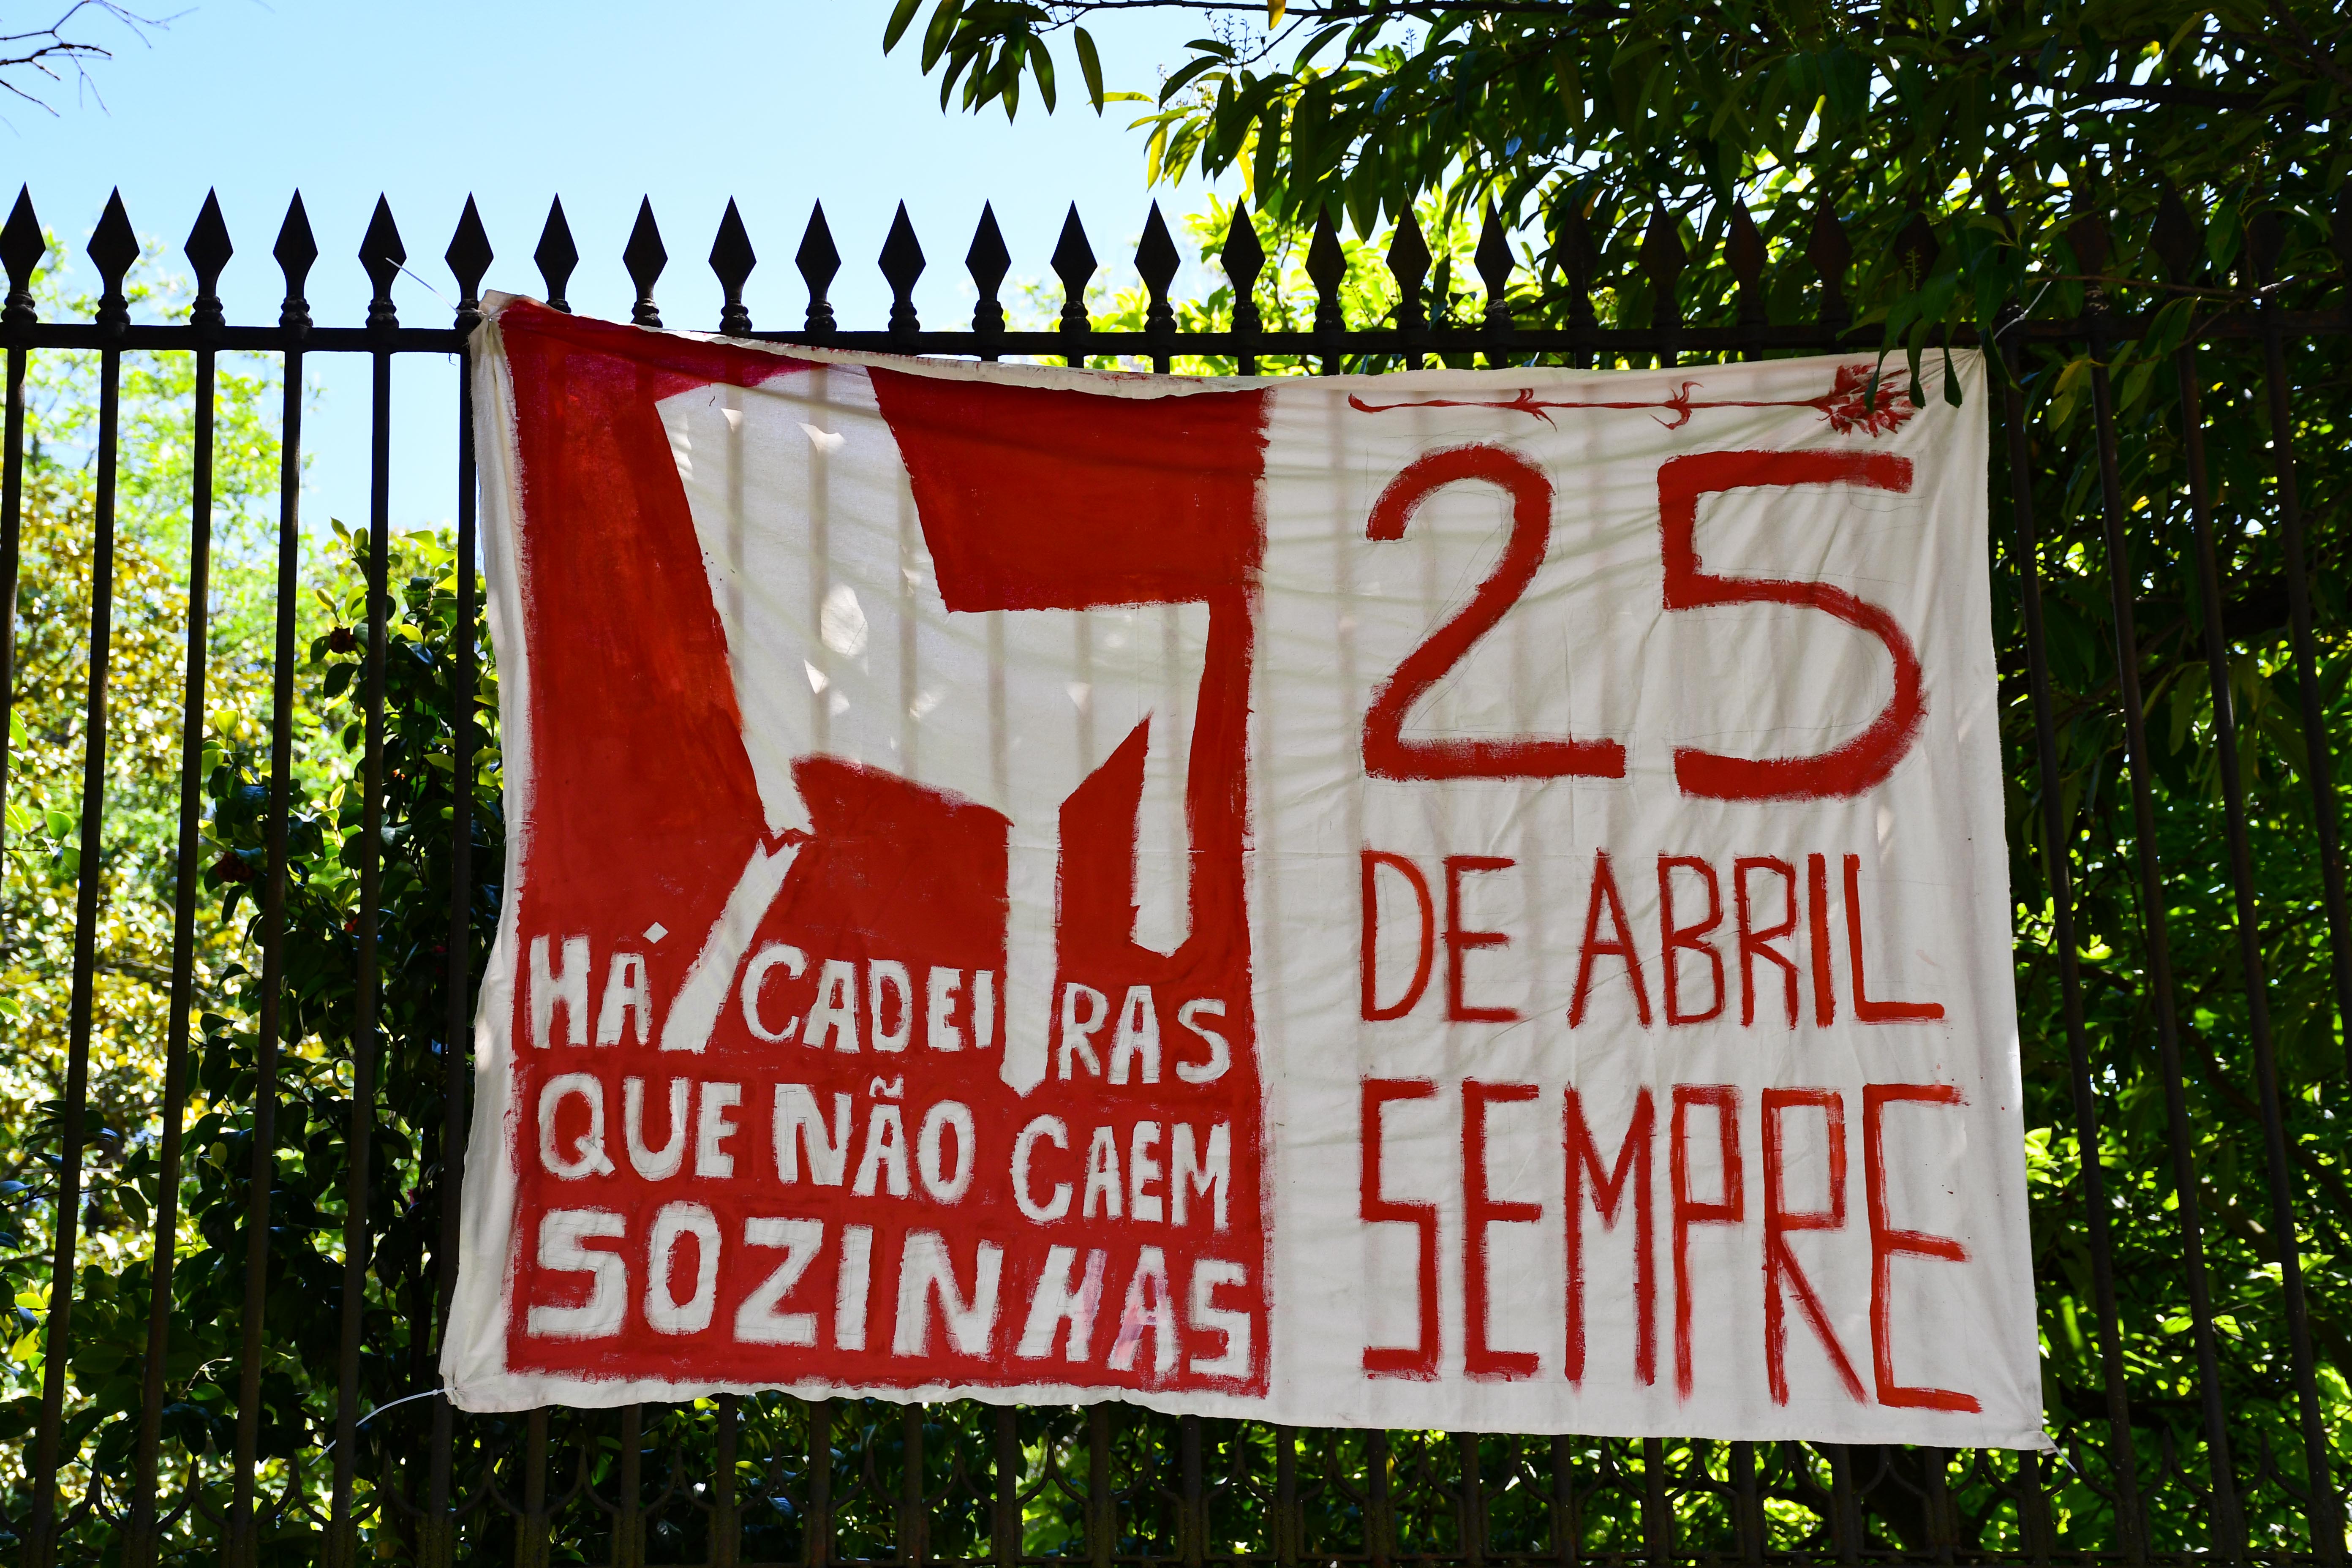 HÁ CADEIRAS
QUE NÃO CAEM
SOZINHAS
25
DE ABRIL
SEMPRE